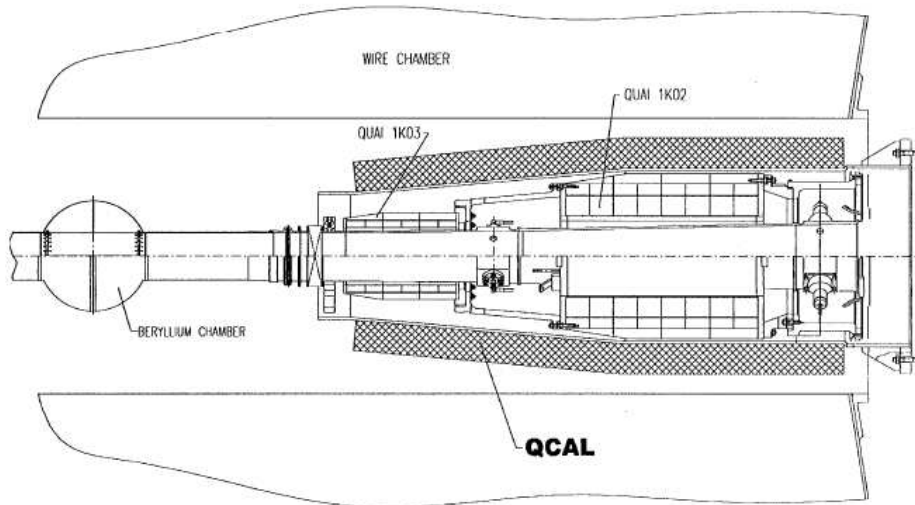 WIRE CHAMBER
QUAI 1K02
QUAI 1K03
BERYLLIUM CHAMBER
QCAL